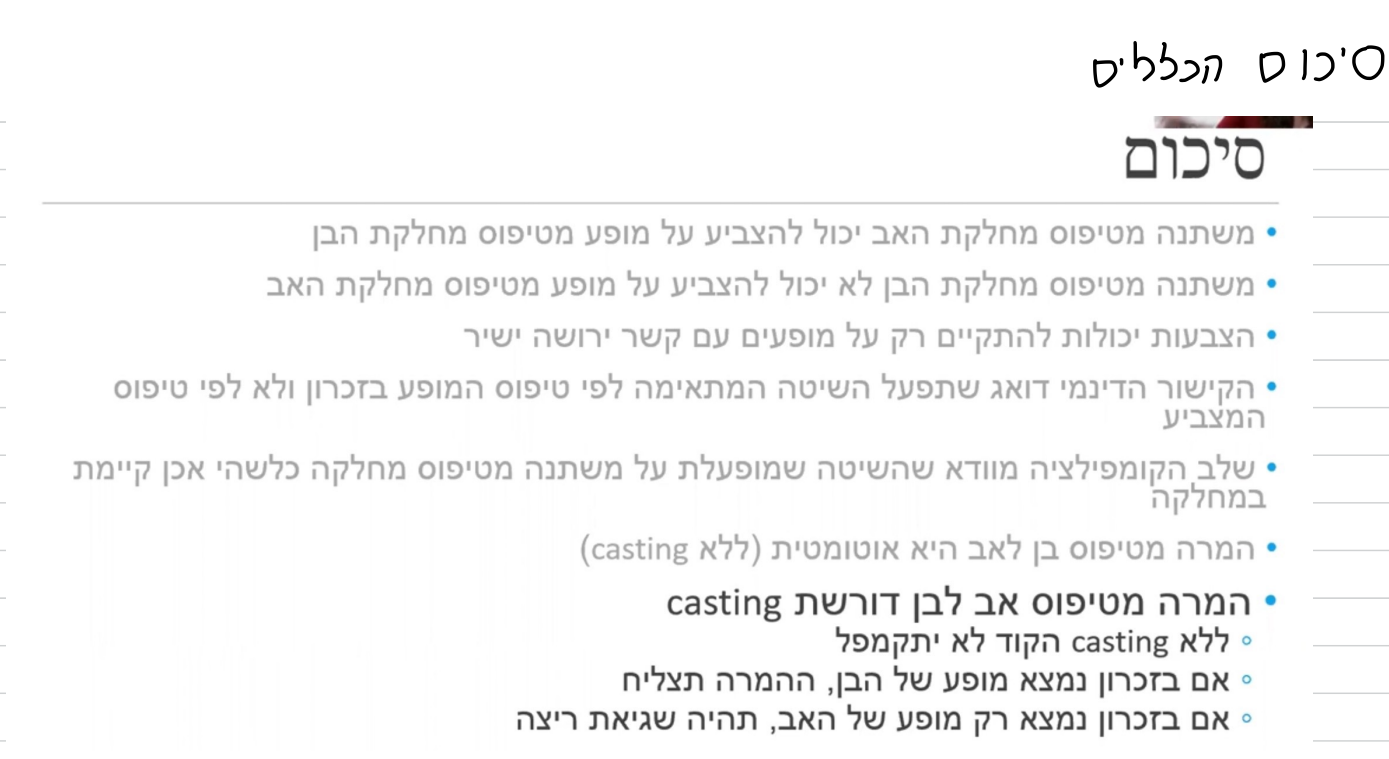 סיכום הכללים
סיכום
• משתנה מטיפוס מחלקת האב יכול להצביע על מופע מטיפוס מחלקת הבן
• משתנה מטיפוס מחלקת הבן לא יכול להצביע על מופע מטיפוס מחלקת האב
• הצבעות יכולות להתקיים רק על מופעים עם קשר ירושה ישיר
• הקישור הדינמי דואג שתפעל השיטה המתאימה לפי טיפוס המופע בזכרון ולא לפי טיפוס
המצביע
• שלב הקומפילציה מוודא שהשיטה שמופעלת על משתנה מטיפוס מחלקה כלשהי אכן קיימת
במחלקה
• המרה מטיפוס בן לאב היא אוטומטית (ללא casting)
• המרה מטיפוס אב לבן דורשת casting
◦ ללא casting הקוד לא יתקמפל
◦ אם בזכרון נמצא מופע של הבן, ההמרה תצליח
◦ אם בזכרון נמצא רק מופע של האב, תהיה שגיאת ריצה